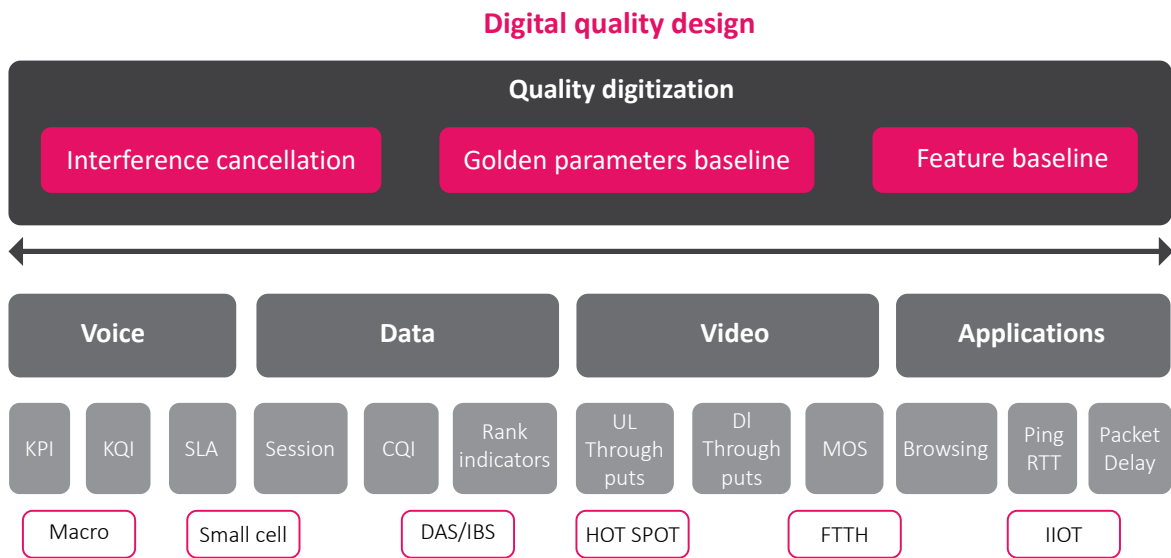 Digital quality design
Quality digitization
Interference cancellation
Golden parameters baseline
Feature baseline
Voice
Data
Video
Applications
KPI
KQI
SLA
Session
CQI
Rank
indicators
UL
Through
puts
Dl
Through
puts
MOS
Browsing
Ping
RTT
Packet
Delay
Macro
Small cell
DAS/IBS
HOT SPOT
FTTH
IIOT